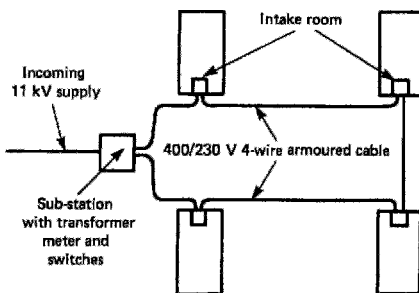 Intake room
Incoming
11 kV supply
400/230 V 4-wire armoured cable
Sub-station
with transformer
meter and
switches